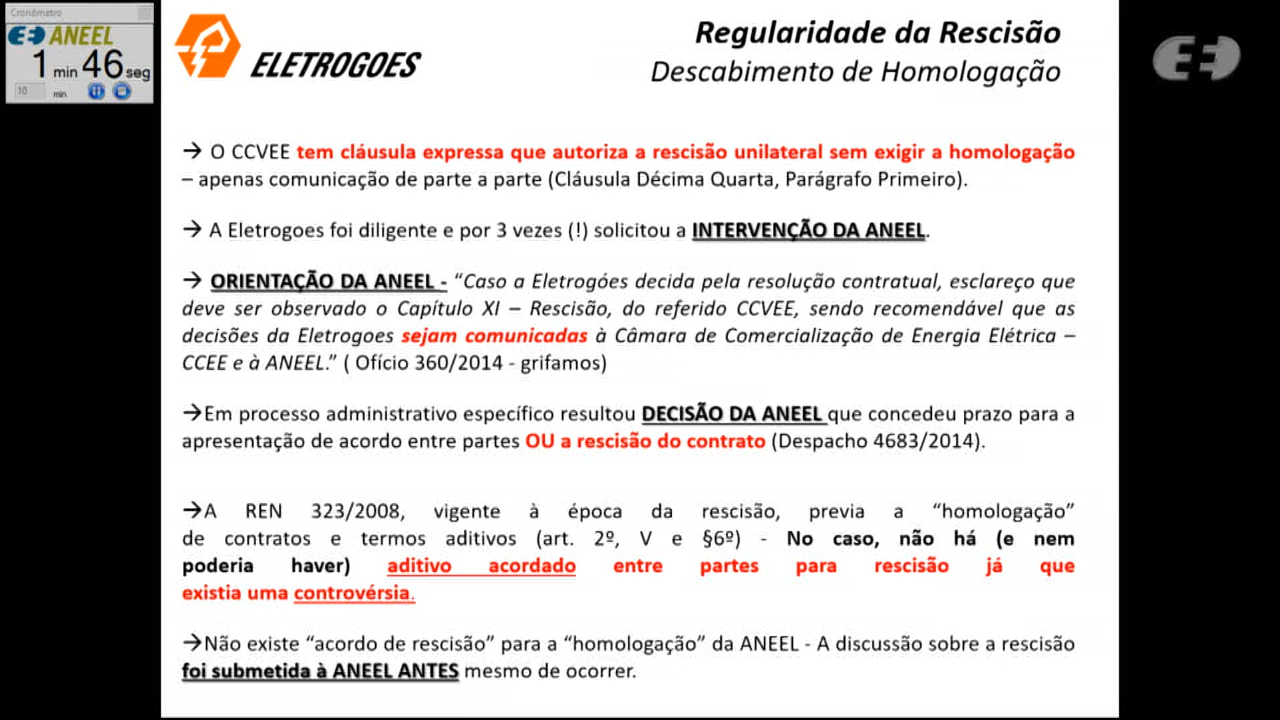 Cronômetro
ANEEL
1 min 46 seg
10 min
ELETROGOES
Regularidade da Rescisão
Descabimento de Homologação
→ O CCVEE tem cláusula expressa que autoriza a rescisão unilateral sem exigir a homologação
– apenas comunicação de parte a parte (Cláusula Décima Quarta, Parágrafo Primeiro).
→ A Eletrogoes foi diligente e por 3 vezes (!) solicitou a INTERVENÇÃO DA ANEEL.
→ ORIENTAÇÃO DA ANEEL - “Caso a Eletrogóes decida pela resolução contratual, esclareço que
deve ser observado o Capítulo XI – Rescisão, do referido CCVEE, sendo recomendável que as
decisões da Eletrogoes sejam comunicadas à Câmara de Comercialização de Energia Elétrica –
CCEE e à ANEEL.” ( Ofício 360/2014 - grifamos)
→Em processo administrativo específico resultou DECISÃO DA ANEEL que concedeu prazo para a
apresentação de acordo entre partes OU a rescisão do contrato (Despacho 4683/2014).
→A REN 323/2008, vigente à época da rescisão, previa a “homologação”
de contratos e termos aditivos (art. 2º, V e §6º) - No caso, não há (e nem
poderia haver) aditivo acordado entre partes para rescisão já que
existia uma controvérsia.
→Não existe “acordo de rescisão” para a “homologação” da ANEEL - A discussão sobre a rescisão
foi submetida à ANEEL ANTES mesmo de ocorrer.